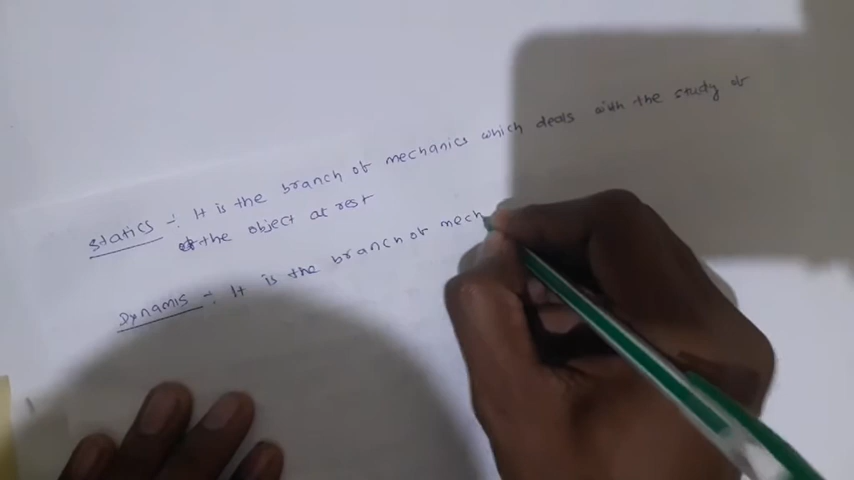 Statics :- It is the branch of mechanics which deals with the study of
the object at rest
Dynamis :- It is the branch of mech